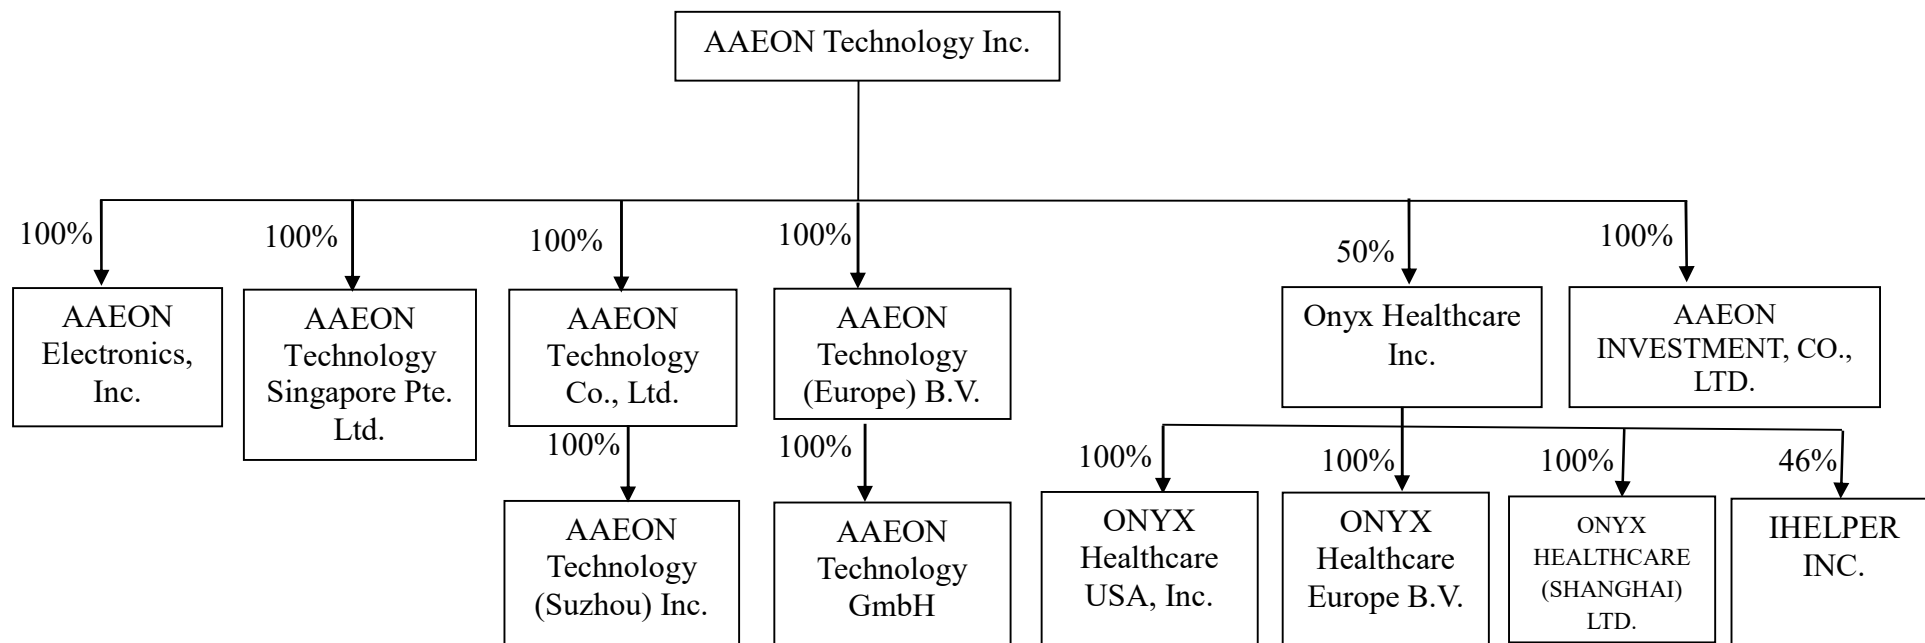 AAEON Technology Inc.
100%
100%
100%
100%
50%
100%
AAEON
Electronics,
Inc.
AAEON
Technology
Singapore Pte.
Ltd.
AAEON
Technology
Co., Ltd.
AAEON
Technology
(Europe) B.V.
Onyx Healthcare
Inc.
AAEON
INVESTMENT, CO.,
LTD.
100%
100%
100%
100%
100%
46%
AAEON
Technology
(Suzhou) Inc.
AAEON
Technology
GmbH
ONYX
Healthcare
USA, Inc.
ONYX
Healthcare
Europe B.V.
ONYX
HEALTHCARE
(SHANGHAI)
LTD.
IHELPER
INC.